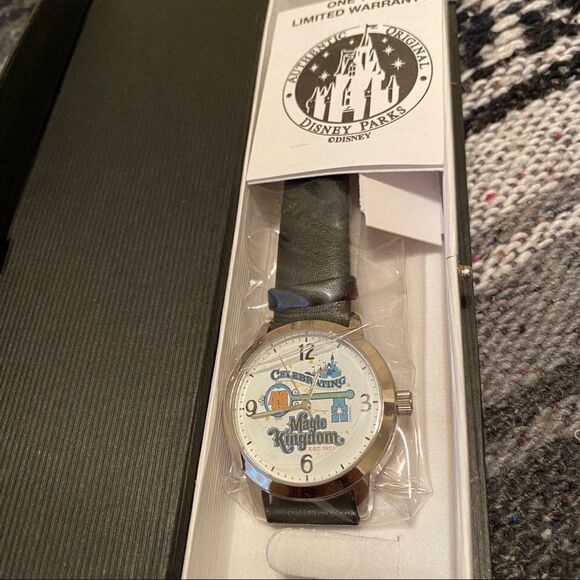 ONE
LIMITED WARRANTY
AUTHENTIC ORIGINAL
DISNEY PARKS
©DISNEY
12
CELEBRATING
9
3
Magic
Kingdom
EST. 1971
6